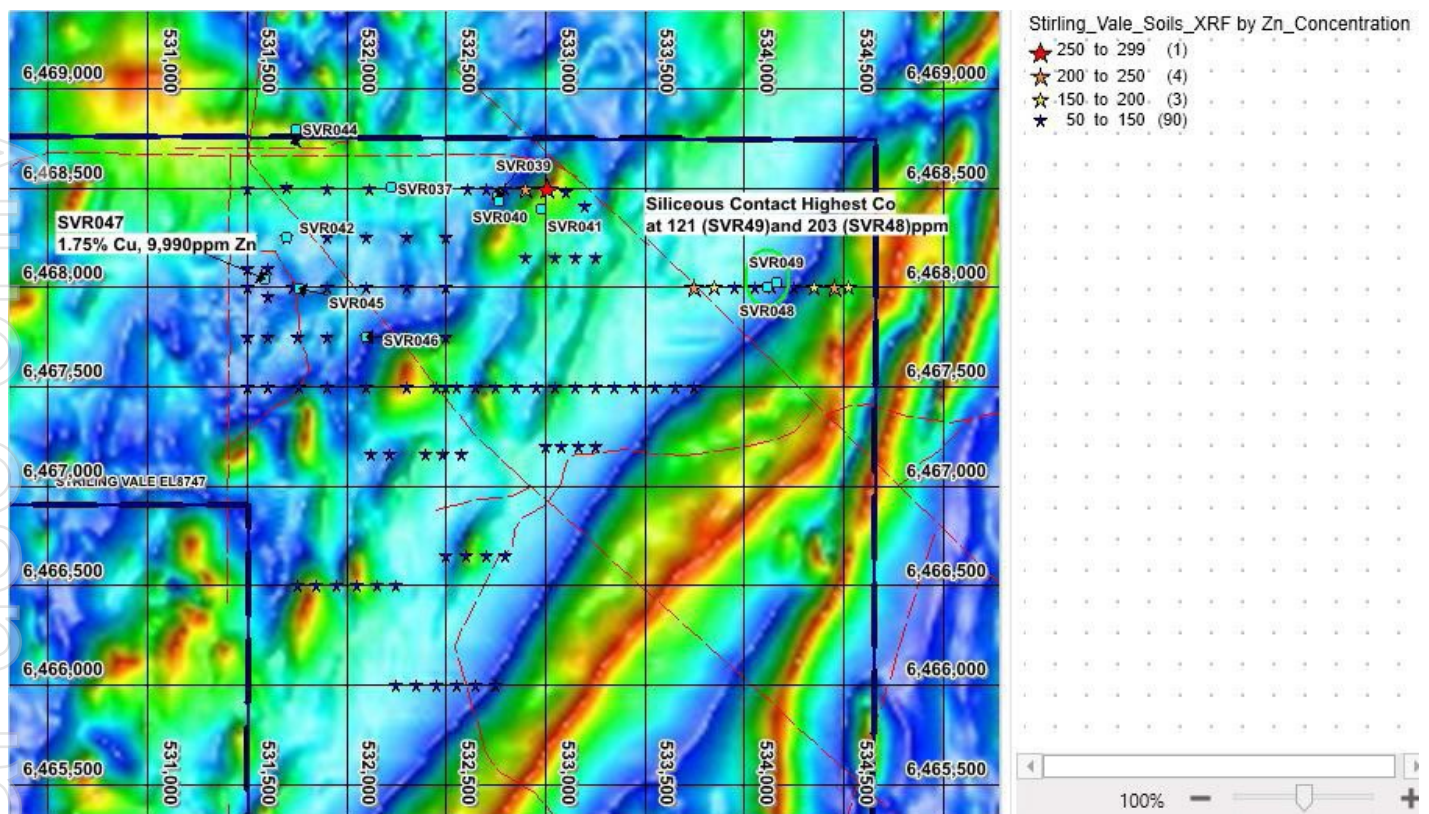 Stirling_Vale_Soils_XRF by Zn_Concentration
250 to 299 (1)
200 to 250 (4)
150 to 200 (3)
50 to 150 (90)
531,000
531,500
532,000
532,500
533,000
533,500
534,000
534,500
6,469,000
6,469,000
SVR044
6,468,500
SVR037
SVR039
SVR040
SVR041
6,468,500
Siliceous Contact Highest Co
at 121 (SVR49)and 203 (SVR48)ppm
SVR047
1.75% Cu, 9,990ppm Zn
SVR042
6,468,000
SVR045
SVR049
SVR048
6,468,000
SVR046
6,467,500
6,467,500
6,467,000
6,467,000
STRILING VALE EL8747
6,466,500
6,466,500
6,466,000
6,466,000
6,465,500
6,465,500
531,000
531,500
532,000
532,500
533,000
533,500
534,000
534,500
100%